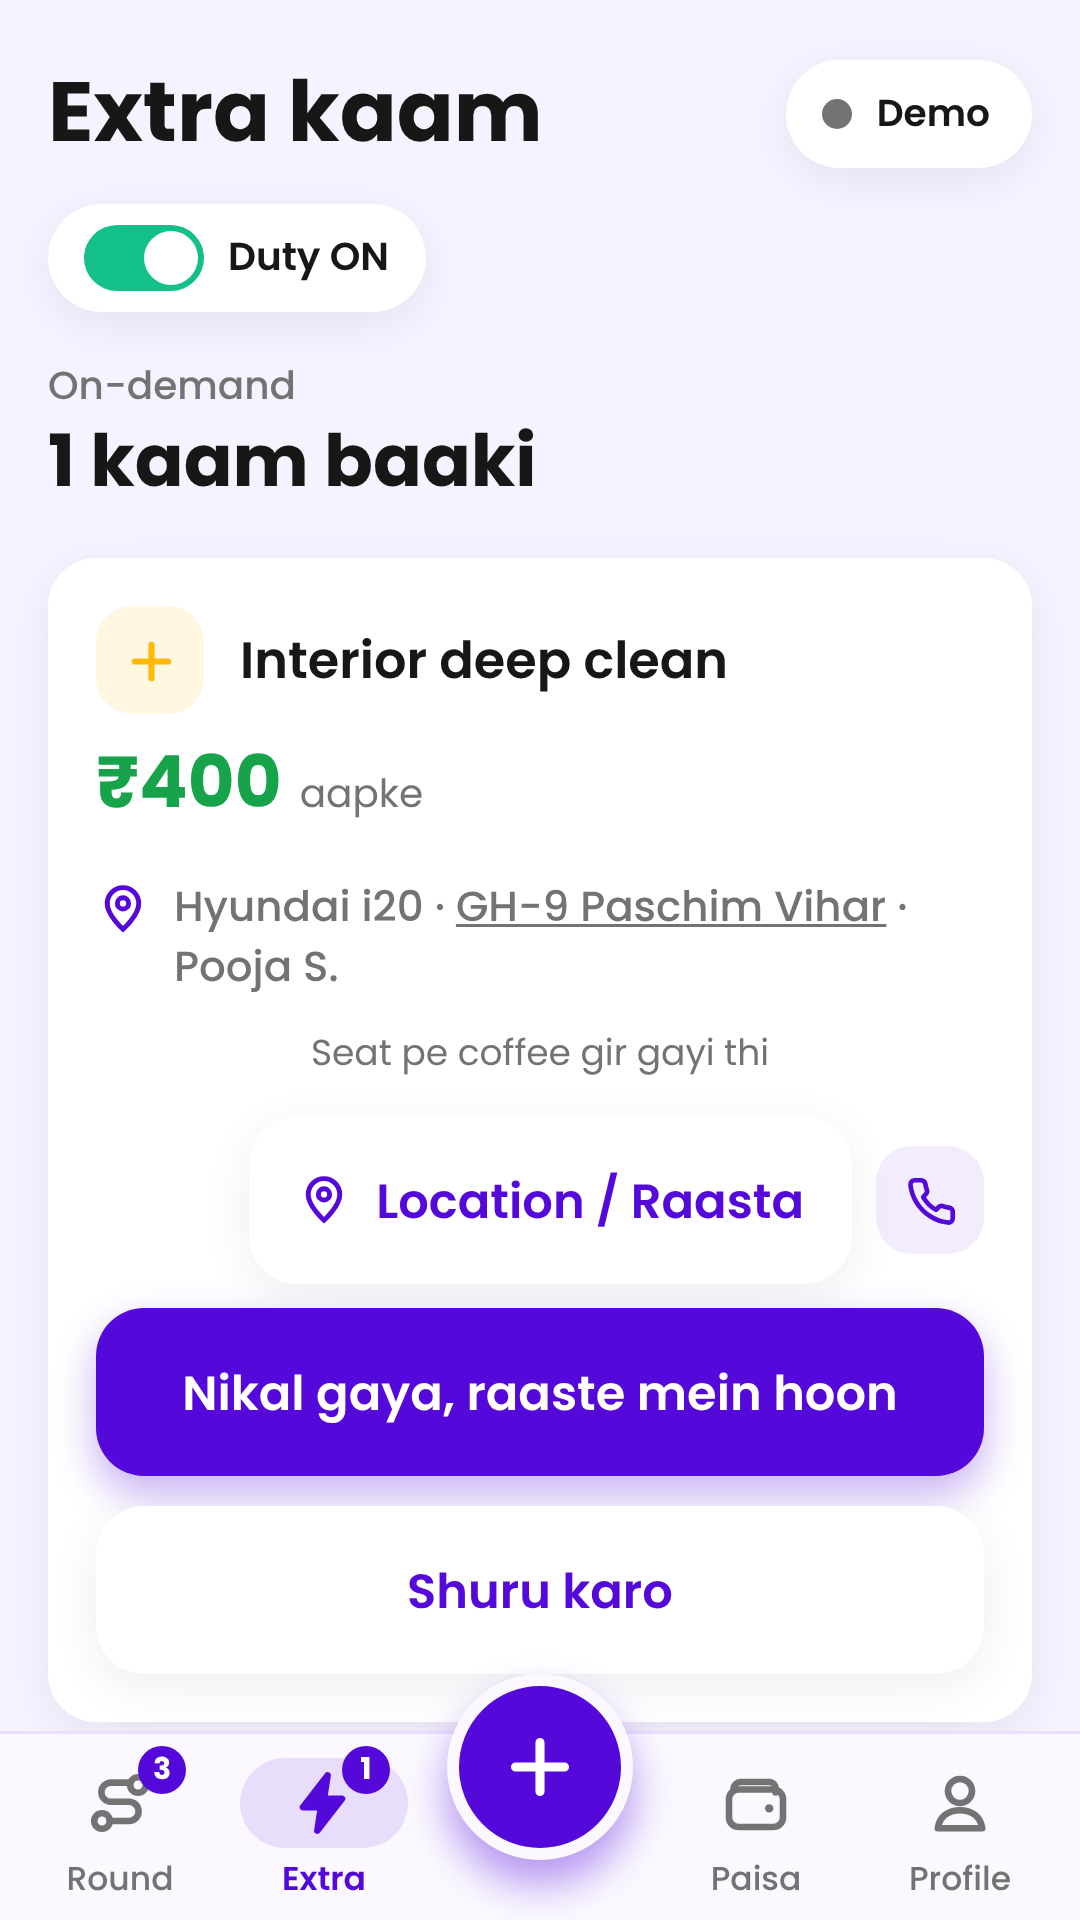 Extra kaam
Demo
Duty ON
On-demand
1 kaam baaki
Interior deep clean
₹400 aapke
Hyundai i20 · GH-9 Paschim Vihar ·
Pooja S.
Seat pe coffee gir gayi thi
Location / Raasta
Nikal gaya, raaste mein hoon
Shuru karo
3
1
Round
Extra
Paisa
Profile